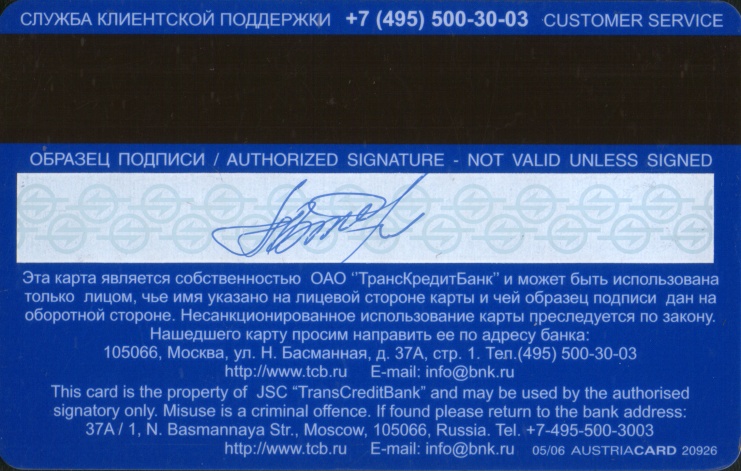 СЛУЖБА КЛИЕНТСКОЙ ПОДДЕРЖКИ +7 (495) 500-30-03 CUSTOMER SERVICE
ОБРАЗЕЦ ПОДПИСИ / AUTHORIZED SIGNATURE - NOT VALID UNLESS SIGNED
Эта карта является собственностью ОАО "ТрансКредитБанк" и может быть использована
только лицом, чье имя указано на лицевой стороне карты и чей образец подписи дан на
оборотной стороне. Несанкционированное использование карты преследуется по закону.
Нашедшего карту просим направить ее по адресу банка:
105066, Москва, ул. Н. Басманная, д. 37А, стр. 1. Тел.(495) 500-30-03
http://www.tcb.ru E-mail: info@bnk.ru
This card is the property of JSC "TransCreditBank" and may be used by the authorised
signatory only. Misuse is a criminal offence. If found please return to the bank address:
37A / 1, N. Basmannaya Str., Moscow, 105066, Russia. Tel. +7-495-500-3003
http://www.tcb.ru E-mail: info@bnk.ru 05/06 AUSTRIACARD 20926